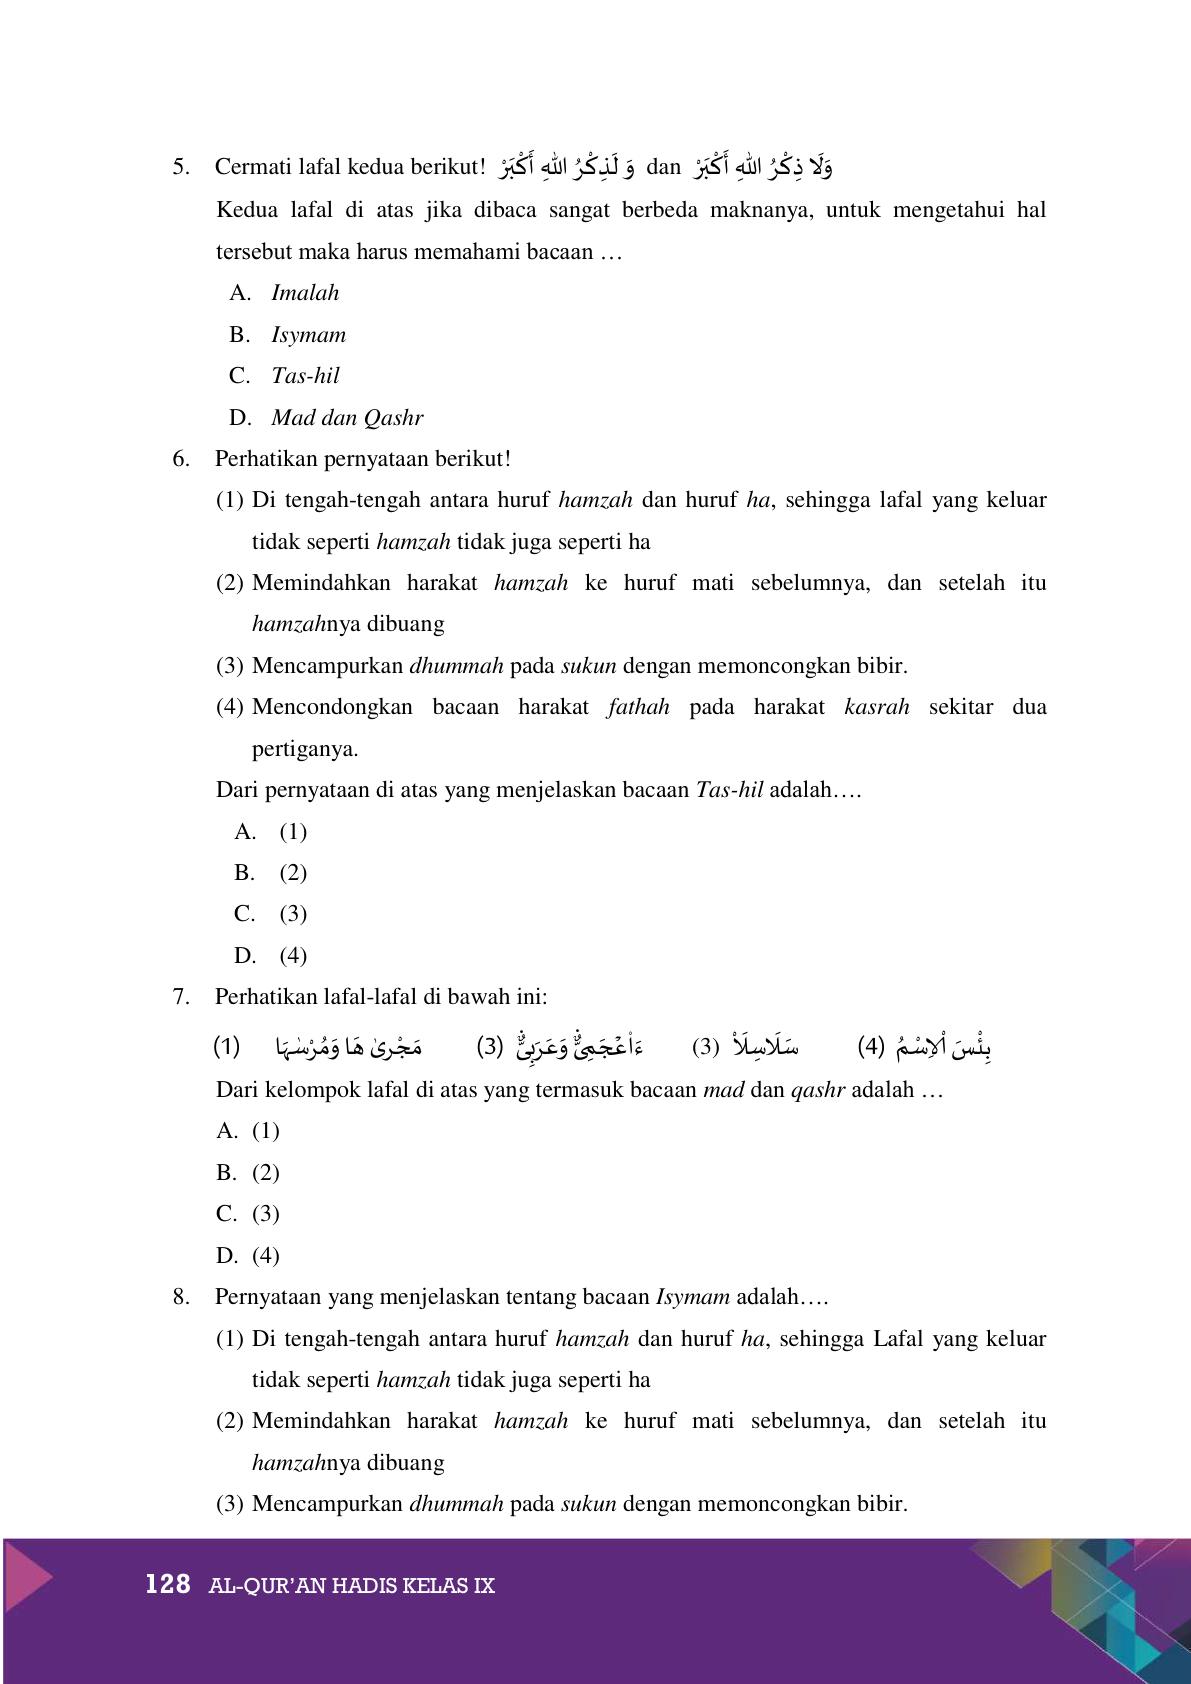 5. Cermati lafal kedua berikut! وَ لَذِكْرُ اللهِ أَكْبَرْ dan وَلَا ذِكْرُ اللهِ أَكْبَرْ
Kedua lafal di atas jika dibaca sangat berbeda maknanya, untuk mengetahui hal
tersebut maka harus memahami bacaan …
A. Imalah
B. Isymam
C. Tas-hil
D. Mad dan Qashr
6. Perhatikan pernyataan berikut!
(1) Di tengah-tengah antara huruf hamzah dan huruf ha, sehingga lafal yang keluar
tidak seperti hamzah tidak juga seperti ha
(2) Memindahkan harakat hamzah ke huruf mati sebelumnya, dan setelah itu
hamzahnya dibuang
(3) Mencampurkan dhummah pada sukun dengan memoncongkan bibir.
(4) Mencondongkan bacaan harakat fathah pada harakat kasrah sekitar dua
pertiganya.
Dari pernyataan di atas yang menjelaskan bacaan Tas-hil adalah….
A. (1)
B. (2)
C. (3)
D. (4)
7. Perhatikan lafal-lafal di bawah ini:
(1) مَجْرىٰ هَا وَمُرْسٰىهَا (3) ءَاَ۬عْجَمِيٌّ وَعَرَبِيٌّ (3) سَلَاسِلَا۟ (4) بِئْسَ ٱلِاسْمُ
Dari kelompok lafal di atas yang termasuk bacaan mad dan qashr adalah …
A. (1)
B. (2)
C. (3)
D. (4)
8. Pernyataan yang menjelaskan tentang bacaan Isymam adalah….
(1) Di tengah-tengah antara huruf hamzah dan huruf ha, sehingga Lafal yang keluar
tidak seperti hamzah tidak juga seperti ha
(2) Memindahkan harakat hamzah ke huruf mati sebelumnya, dan setelah itu
hamzahnya dibuang
(3) Mencampurkan dhummah pada sukun dengan memoncongkan bibir.
128 AL-QUR’AN HADIS KELAS IX